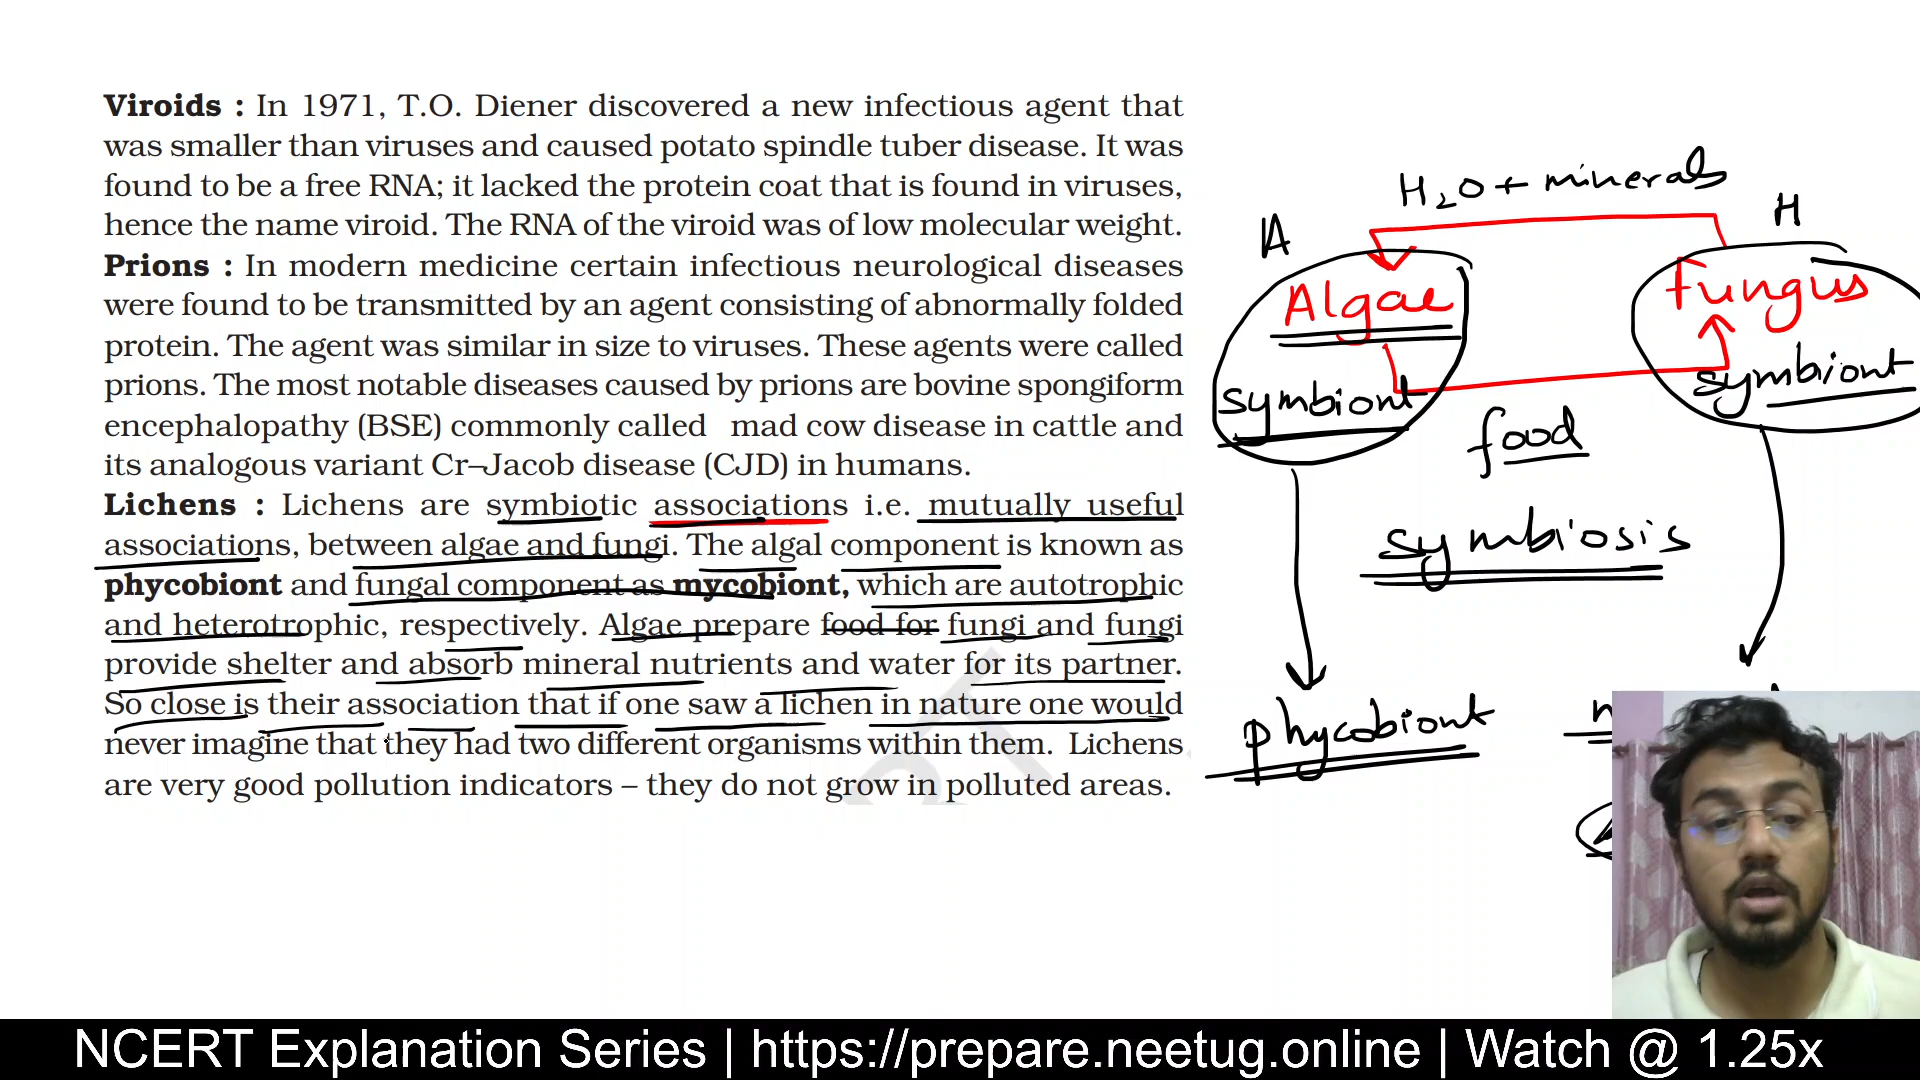 Viroids : In 1971, T.O. Diener discovered a new infectious agent that
was smaller than viruses and caused potato spindle tuber disease. It was
found to be a free RNA; it lacked the protein coat that is found in viruses,
hence the name viroid. The RNA of the viroid was of low molecular weight.
Prions : In modern medicine certain infectious neurological diseases
were found to be transmitted by an agent consisting of abnormally folded
protein. The agent was similar in size to viruses. These agents were called
prions. The most notable diseases caused by prions are bovine spongiform
encephalopathy (BSE) commonly called mad cow disease in cattle and
its analogous variant Cr–Jacob disease (CJD) in humans.
Lichens : Lichens are symbiotic associations i.e. mutually useful
associations, between algae and fungi. The algal component is known as
phycobiont and fungal component as mycobiont, which are autotrophic
and heterotrophic, respectively. Algae prepare food for fungi and fungi
provide shelter and absorb mineral nutrients and water for its partner.
So close is their association that if one saw a lichen in nature one would
never imagine that they had two different organisms within them. Lichens
are very good pollution indicators – they do not grow in polluted areas.
H₂O + minerals
A
H
Algae
Fungus
symbiont
symbiont
food
symbiosis
phycobiont
NCERT Explanation Series | https://prepare.neetug.online | Watch @ 1.25x